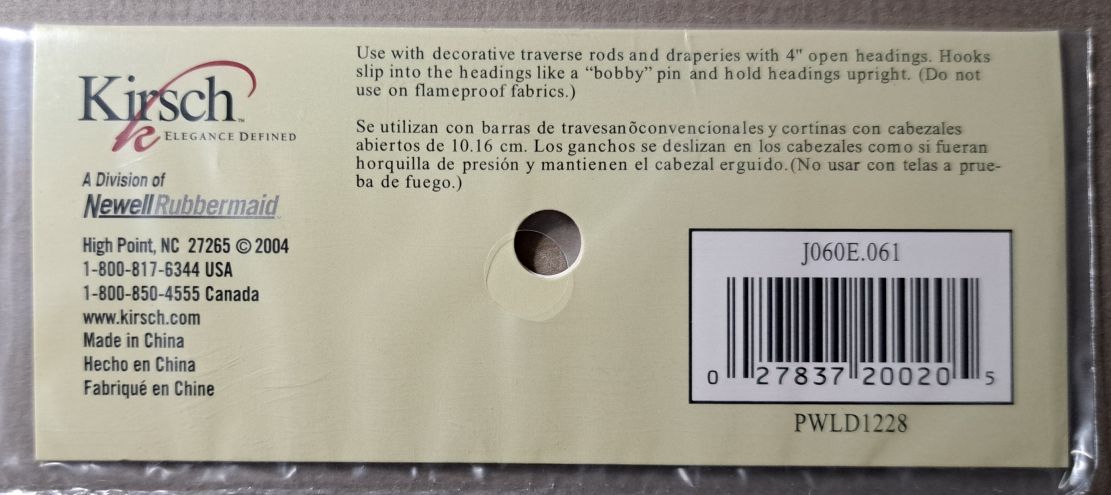 Kirsch™
ELEGANCE DEFINED
A Division of
NewellRubbermaid
High Point, NC 27265 © 2004
1-800-817-6344 USA
1-800-850-4555 Canada
www.kirsch.com
Made in China
Hecho en China
Fabriqué en Chine
Use with decorative traverse rods and draperies with 4" open headings. Hooks
slip into the headings like a “bobby” pin and hold headings upright. (Do not
use on flameproof fabrics.)
Se utilizan con barras de travesanõconvencionales y cortinas con cabezales
abiertos de 10.16 cm. Los ganchos se deslizan en los cabezales como si fueran
horquilla de presión y mantienen el cabezal erguido.(No usar con telas a prue-
ba de fuego.)
J060E.061
0 27837 20020 5
PWLD1228